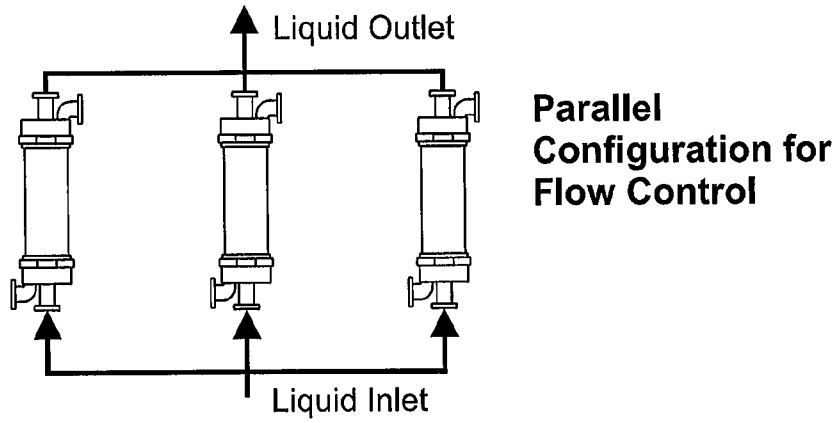 Liquid Outlet
Parallel
Configuration for
Flow Control
Liquid Inlet